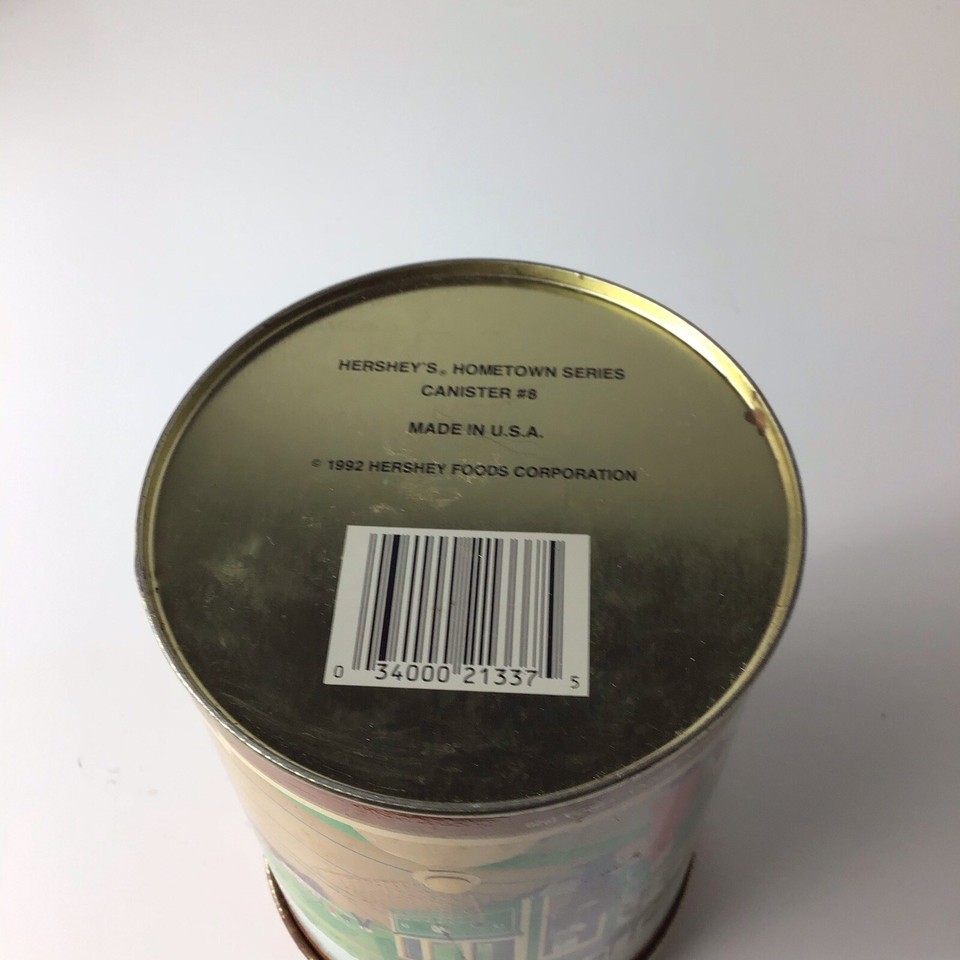 HERSHEY'S® HOMETOWN SERIES
CANISTER #8
MADE IN U.S.A.
© 1992 HERSHEY FOODS CORPORATION
0 34000 21337 5